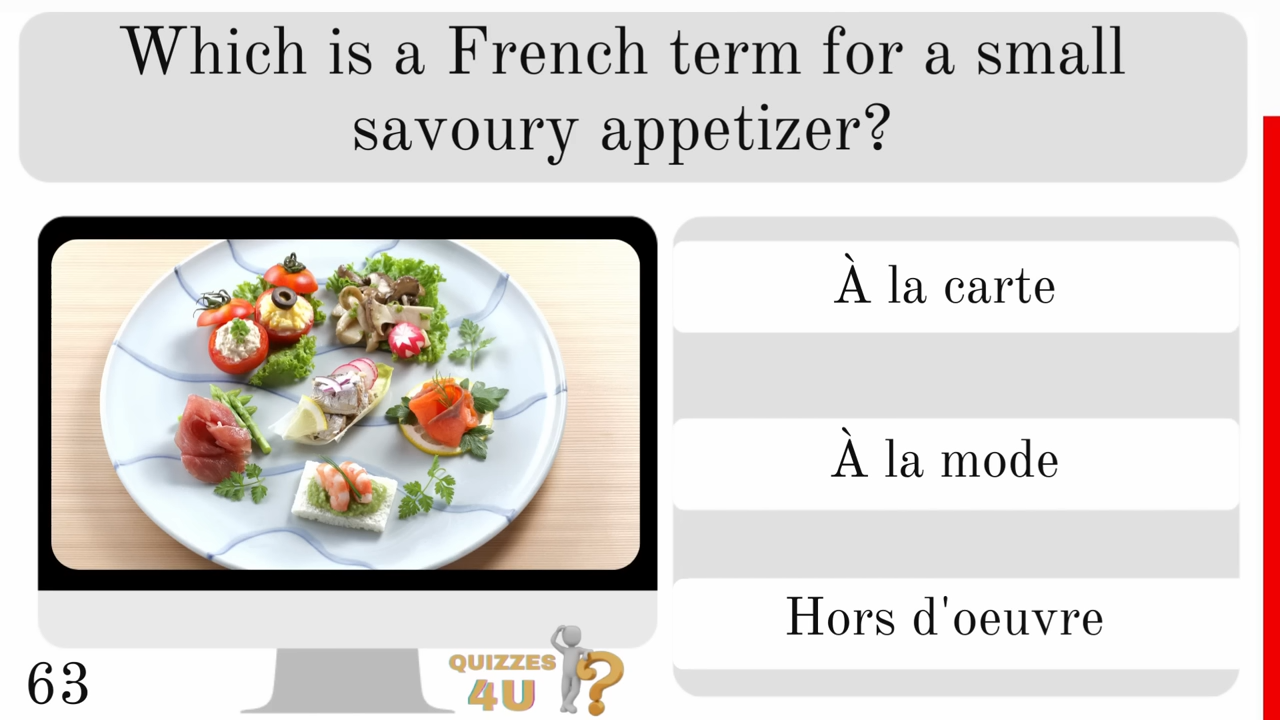 Which is a French term for a small
savoury appetizer?
À la carte
À la mode
Hors d'oeuvre
63
QUIZZES
4U
?